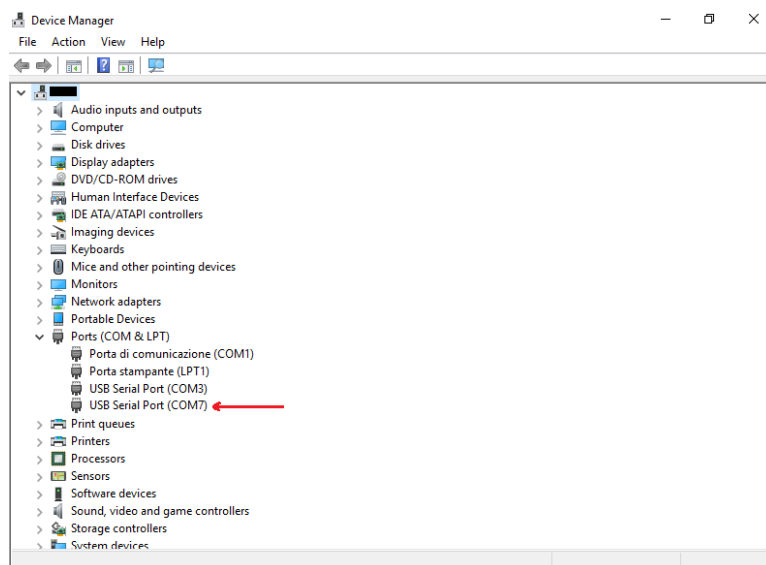 Device Manager
File Action View Help
Audio inputs and outputs
Computer
Disk drives
Display adapters
DVD/CD-ROM drives
Human Interface Devices
IDE ATA/ATAPI controllers
Imaging devices
Keyboards
Mice and other pointing devices
Monitors
Network adapters
Portable Devices
Ports (COM & LPT)
Porta di comunicazione (COM1)
Porta stampante (LPT1)
USB Serial Port (COM3)
USB Serial Port (COM7)
Print queues
Printers
Processors
Sensors
Software devices
Sound, video and game controllers
Storage controllers
System devices